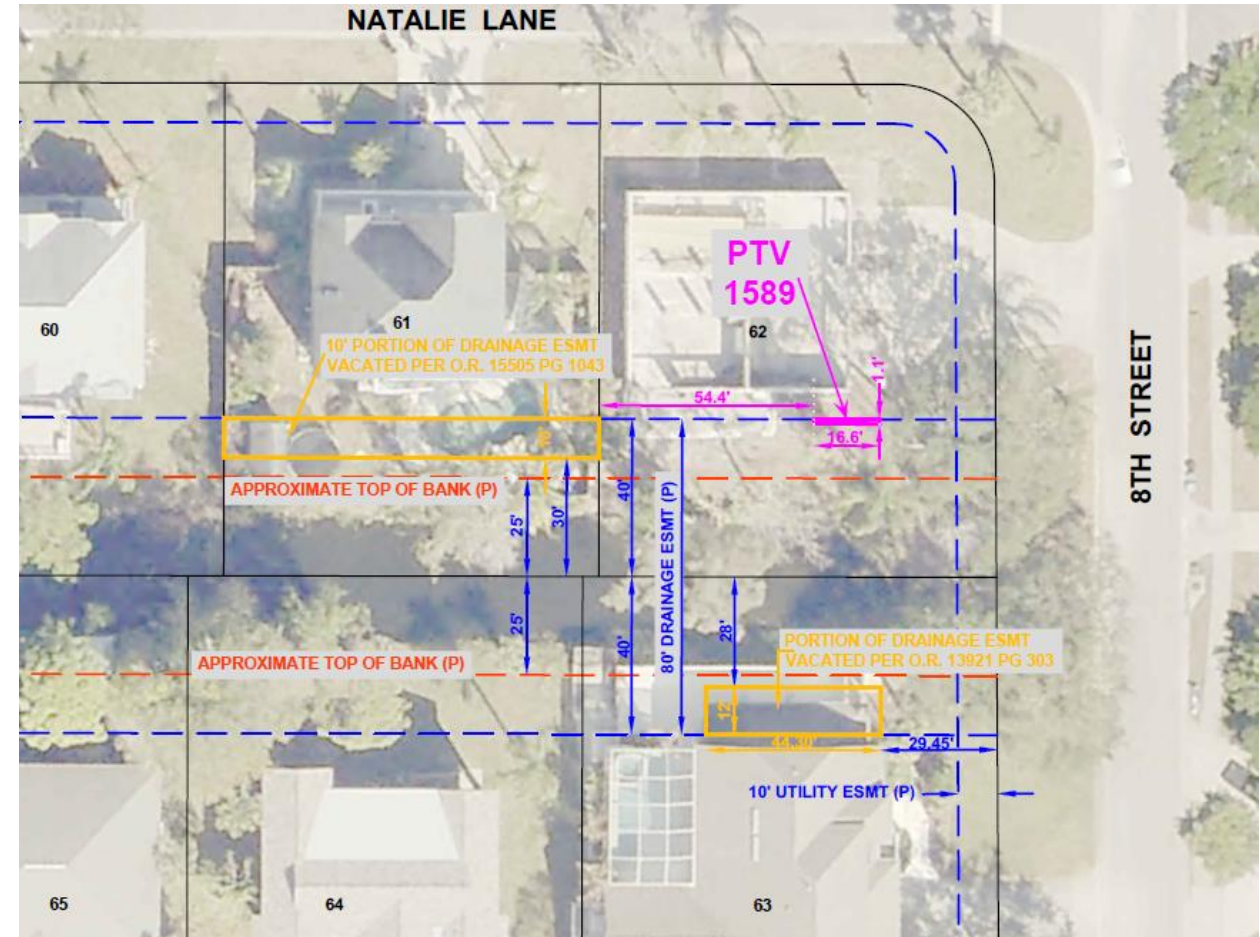 NATALIE LANE
PTV
1589
60
61
62
10' PORTION OF DRAINAGE ESMT
VACATED PER O.R. 15505 PG 1043
1.1'
54.4'
16.6'
10'
8TH STREET
APPROXIMATE TOP OF BANK (P)
25'
30'
40'
80' DRAINAGE ESMT (P)
25'
40'
28'
PORTION OF DRAINAGE ESMT
VACATED PER O.R. 13921 PG 303
APPROXIMATE TOP OF BANK (P)
12'
44.30'
29.45'
10' UTILITY ESMT (P)
65
64
63